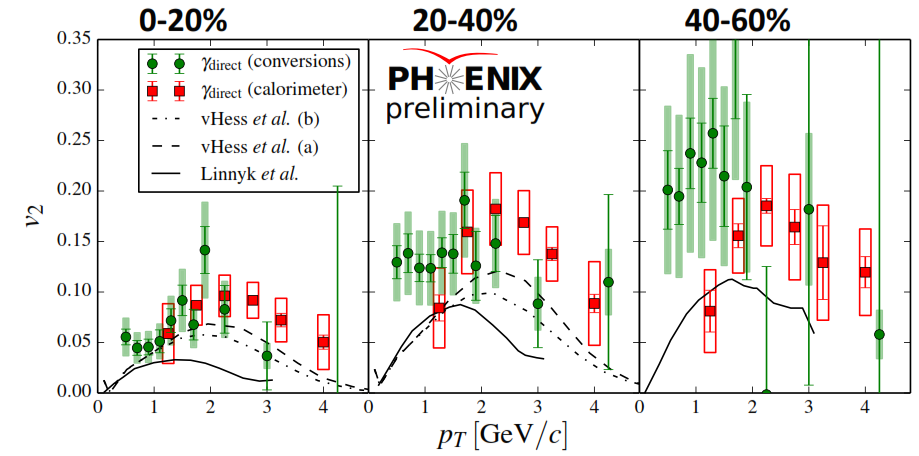 0-20%
20-40%
40-60%
0.35
0.30
0.25
0.20
0.15
0.10
0.05
0.00
v2
γdirect (conversions)
γdirect (calorimeter)
vHess et al. (b)
vHess et al. (a)
Linnyk et al.
PHENIX
preliminary
0 1 2 3 4
0 1 2 3 4
0 1 2 3 4
pT [GeV/c]